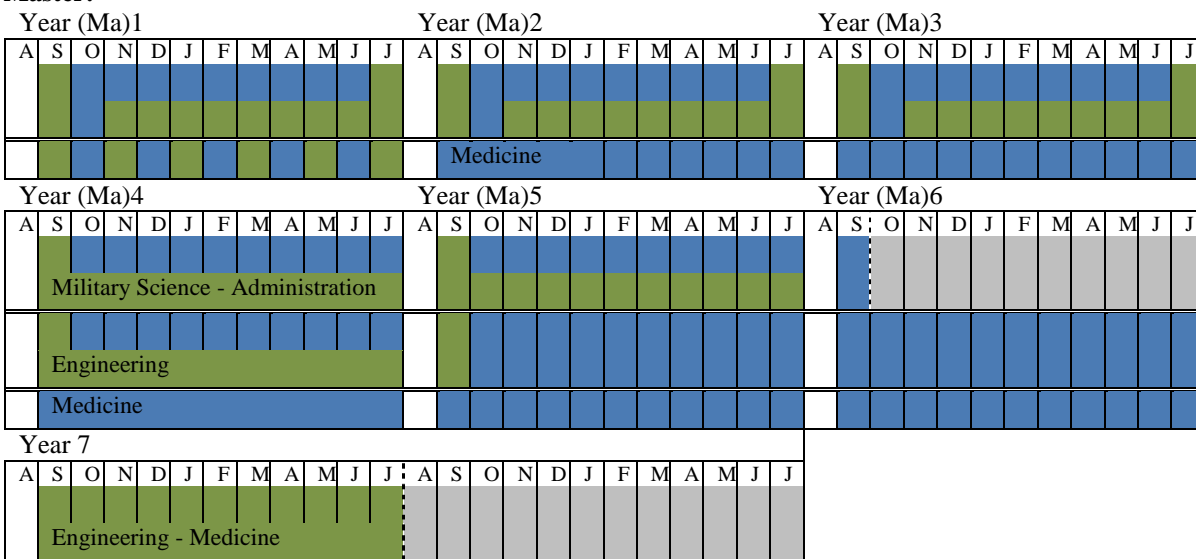 Year (Ma)1 Year (Ma)2 Year (Ma)3
A S O N D J F M A M J J A S O N D J F M A M J J A S O N D J F M A M J J
Medicine
Year (Ma)4 Year (Ma)5 Year (Ma)6
A S O N D J F M A M J J A S O N D J F M A M J J A S O N D J F M A M J J
Military Science - Administration
Engineering
Medicine
Year 7
A S O N D J F M A M J J A S O N D J F M A M J J
Engineering - Medicine